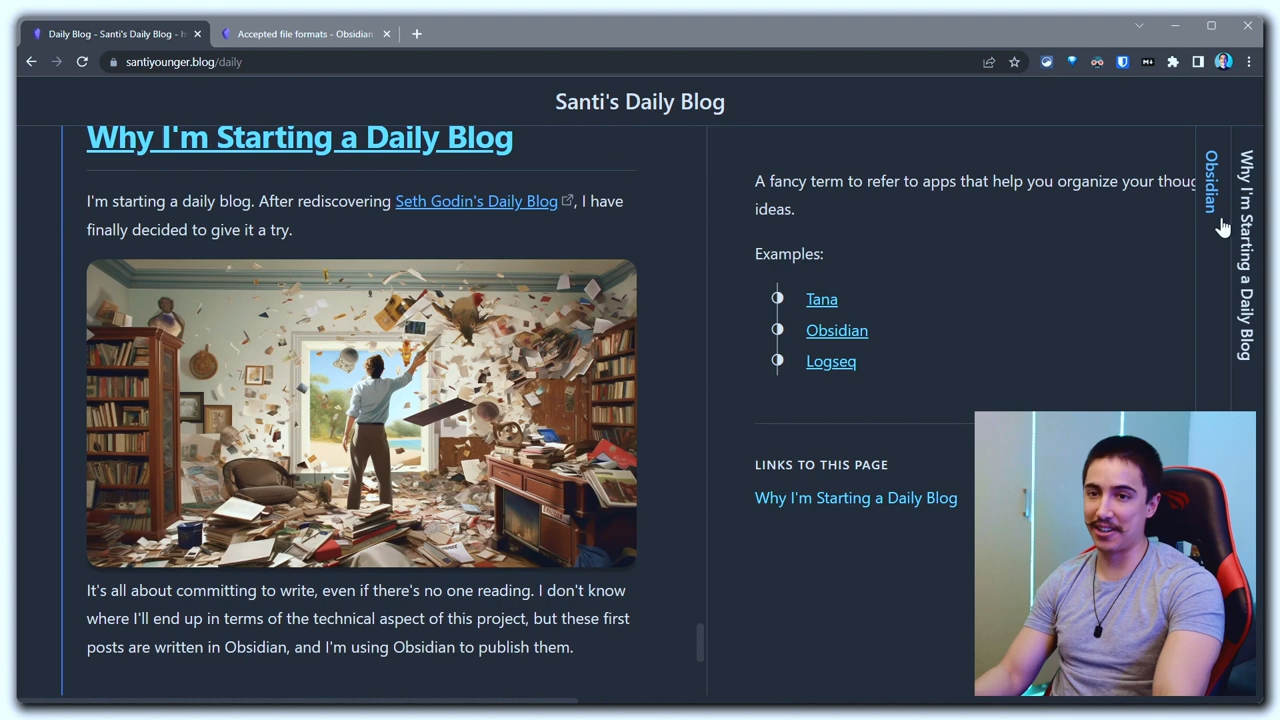 Daily Blog - Santi's Daily Blog - h
Accepted file formats - Obsidian
santiyounger.blog/daily
Santi's Daily Blog
Why I'm Starting a Daily Blog
I'm starting a daily blog. After rediscovering Seth Godin's Daily Blog, I have
finally decided to give it a try.
It's all about committing to write, even if there's no one reading. I don't know
where I'll end up in terms of the technical aspect of this project, but these first
posts are written in Obsidian, and I'm using Obsidian to publish them.
A fancy term to refer to apps that help you organize your thoug
ideas.
Examples:
Tana
Obsidian
Logseq
LINKS TO THIS PAGE
Why I'm Starting a Daily Blog
Obsidian
Why I'm Starting a Daily Blog